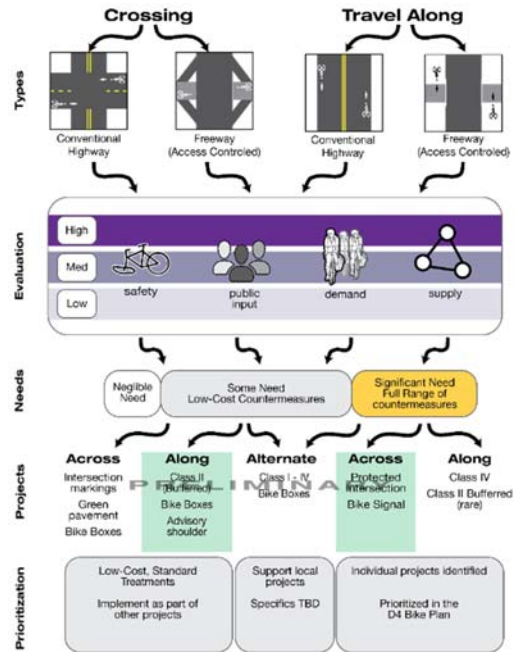 Crossing
Travel Along
Types
Conventional
Highway
Freeway
(Access Controled)
Conventional
Highway
Freeway
(Access Controled)
Evaluation
High
Med
Low
safety
public
input
demand
supply
Needs
Neglible
Need
Some Need
Low-Cost Countermeasures
Significant Need
Full Range of
countermeasures
Projects
Across
Intersection
markings
Green
pavement
Bike Boxes
Along
Class II
(Bufferred)
Bike Boxes
Advisory
shoulder
Alternate
Class I - IV
Bike Boxes
Across
Protected
Intersection
Bike Signal
Along
Class IV
Class II Bufferred
(rare)
PRELIMINARY
Prioritization
Low-Cost, Standard
Treatments
Implement as part of
other projects
Support local
projects
Specifics TBD
Individual projects identified
Prioritized in the
D4 Bike Plan